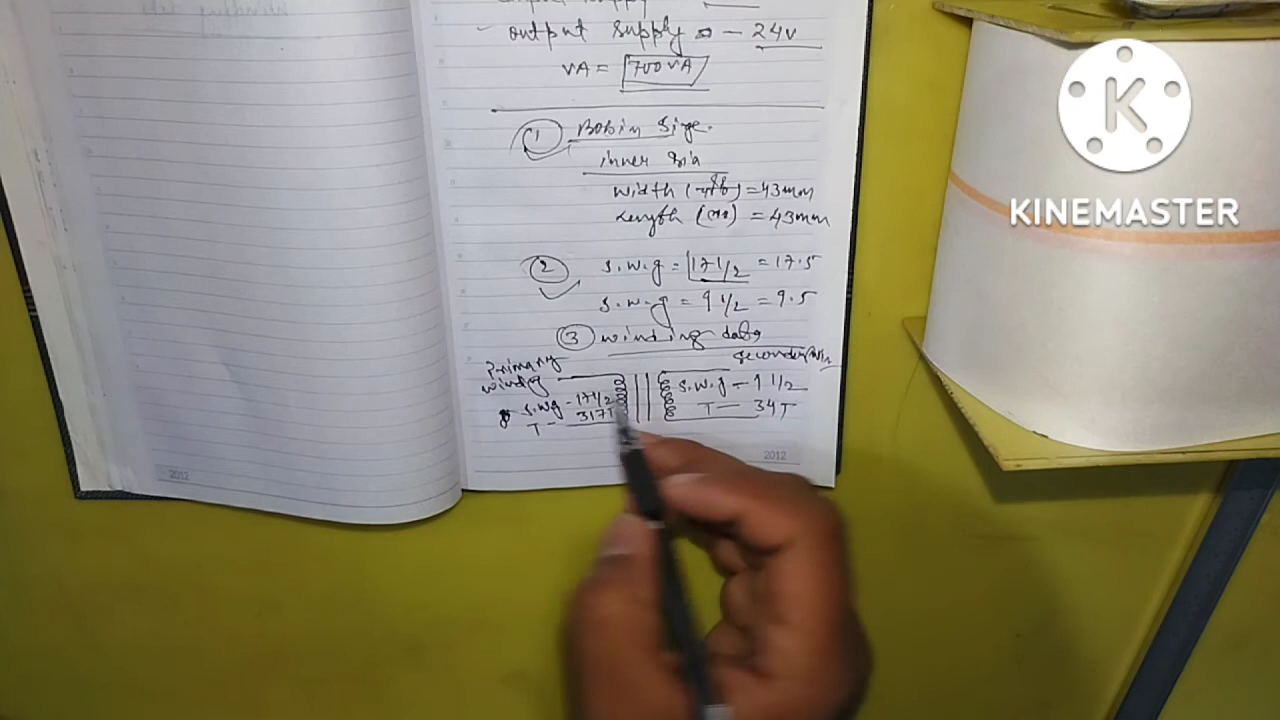 output supply - 24v
VA = 700 VA
1 Bobin Size.
inner Dia
width = 43mm
Length = 43mm
2 S.w.g = 17 1/2 = 17.5
S.w.g = 9 1/2 = 9.5
3 winding data
Primary
S.wg - 17 1/2
T - 317T
S.w.g - 9 1/2
T - 34T
2012
2012
K
KINEMASTER